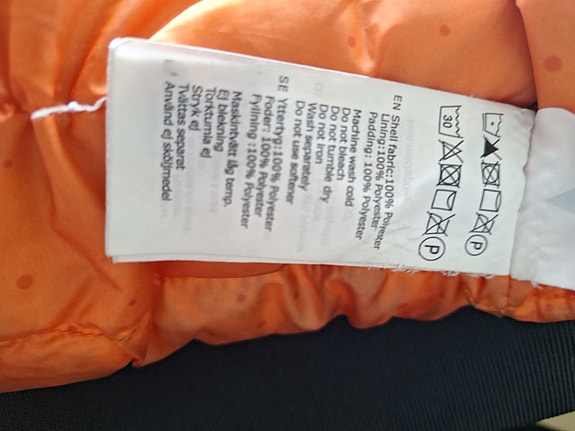 30
P
P
EN Shell fabric:100% Polyester
Lining:100% Polyester
Padding: 100% Polyester
Machine wash cold
Do not bleach
Do not tumble dry
Do not iron
Wash separately
Do not use softener
SE Yttertyg:100% Polyester
Foder: 100% Polyester
Fyllning :100% Polyester
Maskintvätt låg temp.
Ej blekning
Torktumla ej
Stryk ej
Tvättas separat
Använd ej sköljmedel